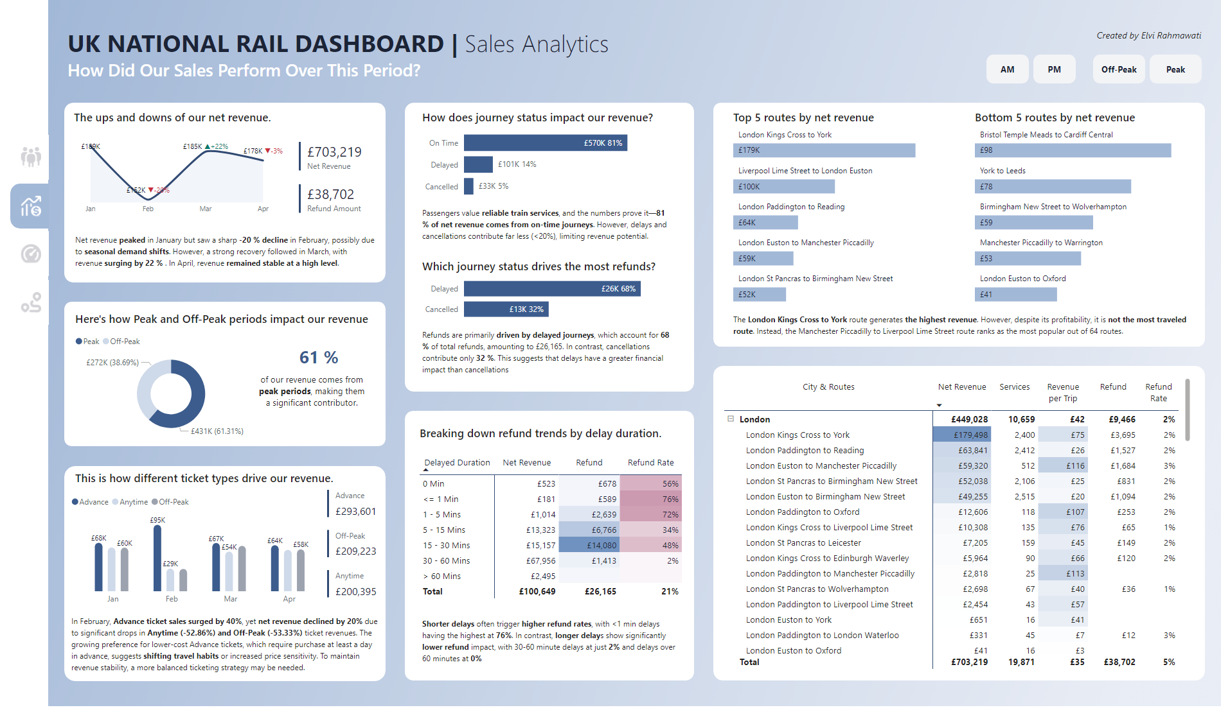 UK NATIONAL RAIL DASHBOARD | Sales Analytics
How Did Our Sales Perform Over This Period?
Created by Elvi Rahmawati
AM
PM
Off-Peak
Peak
The ups and downs of our net revenue.
£189K
£152K ▼-20%
£185K ▲+22%
£178K ▼-3%
Jan
Feb
Mar
Apr
£703,219
Net Revenue
£38,702
Refund Amount
Net revenue peaked in January but saw a sharp -20 % decline in February, possibly due
to seasonal demand shifts. However, a strong recovery followed in March, with
revenue surging by 22 % . In April, revenue remained stable at a high level.
Here's how Peak and Off-Peak periods impact our revenue
Peak Off-Peak
£272K (38.69%)
£431K (61.31%)
61 %
of our revenue comes from
peak periods, making them
a significant contributor.
This is how different ticket types drive our revenue.
Advance Anytime Off-Peak
£68K
£60K
£95K
£29K
£67K
£54K
£64K
£58K
Jan
Feb
Mar
Apr
Advance
£293,601
Off-Peak
£209,223
Anytime
£200,395
In February, Advance ticket sales surged by 40%, yet net revenue declined by 20% due
to significant drops in Anytime (-52.86%) and Off-Peak (-53.33%) ticket revenues. The
growing preference for lower-cost Advance tickets, which require purchase at least a day
in advance, suggests shifting travel habits or increased price sensitivity. To maintain
revenue stability, a more balanced ticketing strategy may be needed.
How does journey status impact our revenue?
On Time £570K 81%
Delayed £101K 14%
Cancelled £33K 5%
Passengers value reliable train services, and the numbers prove it—81
% of net revenue comes from on-time journeys. However, delays and
cancellations contribute far less (<20%), limiting revenue potential.
Which journey status drives the most refunds?
Delayed £26K 68%
Cancelled £13K 32%
Refunds are primarily driven by delayed journeys, which account for 68
% of total refunds, amounting to £26,165. In contrast, cancellations
contribute only 32 %. This suggests that delays have a greater financial
impact than cancellations
Breaking down refund trends by delay duration.
Delayed Duration Net Revenue Refund Refund Rate
0 Min £523 £678 56%
<= 1 Min £181 £589 76%
1 - 5 Mins £1,014 £2,639 72%
5 - 15 Mins £13,323 £6,766 34%
15 - 30 Mins £15,157 £14,080 48%
30 - 60 Mins £67,956 £1,413 2%
> 60 Mins £2,495
Total £100,649 £26,165 21%
Shorter delays often trigger higher refund rates, with <1 min delays
having the highest at 76%. In contrast, longer delays show significantly
lower refund impact, with 30-60 minute delays at just 2% and delays over
60 minutes at 0%
Top 5 routes by net revenue
London Kings Cross to York
£179K
Liverpool Lime Street to London Euston
£100K
London Paddington to Reading
£64K
London Euston to Manchester Piccadilly
£59K
London St Pancras to Birmingham New Street
£52K
Bottom 5 routes by net revenue
Bristol Temple Meads to Cardiff Central
£98
York to Leeds
£78
Birmingham New Street to Wolverhampton
£59
Manchester Piccadilly to Warrington
£53
London Euston to Oxford
£41
The London Kings Cross to York route generates the highest revenue. However, despite its profitability, it is not the most traveled
route. Instead, the Manchester Piccadilly to Liverpool Lime Street route ranks as the most popular out of 64 routes.
City & Routes Net Revenue Services Revenue per Trip Refund Refund Rate
London £449,028 10,659 £42 £9,466 2%
London Kings Cross to York £179,498 2,400 £75 £3,695 2%
London Paddington to Reading £63,841 2,412 £26 £1,527 2%
London Euston to Manchester Piccadilly £59,320 512 £116 £1,684 3%
London St Pancras to Birmingham New Street £52,038 2,106 £25 £831 2%
London Euston to Birmingham New Street £49,255 2,515 £20 £1,094 2%
London Paddington to Oxford £12,606 118 £107 £253 2%
London Kings Cross to Liverpool Lime Street £10,308 135 £76 £65 1%
London St Pancras to Leicester £7,205 159 £45 £149 2%
London Kings Cross to Edinburgh Waverley £5,964 90 £66 £120 2%
London Paddington to Manchester Piccadilly £2,818 25 £113
London St Pancras to Wolverhampton £2,698 67 £40 £36 1%
London Paddington to Liverpool Lime Street £2,454 43 £57
London Euston to York £651 16 £41
London Paddington to London Waterloo £331 45 £7 £12 3%
London Euston to Oxford £41 16 £3
Total £703,219 19,871 £35 £38,702 5%